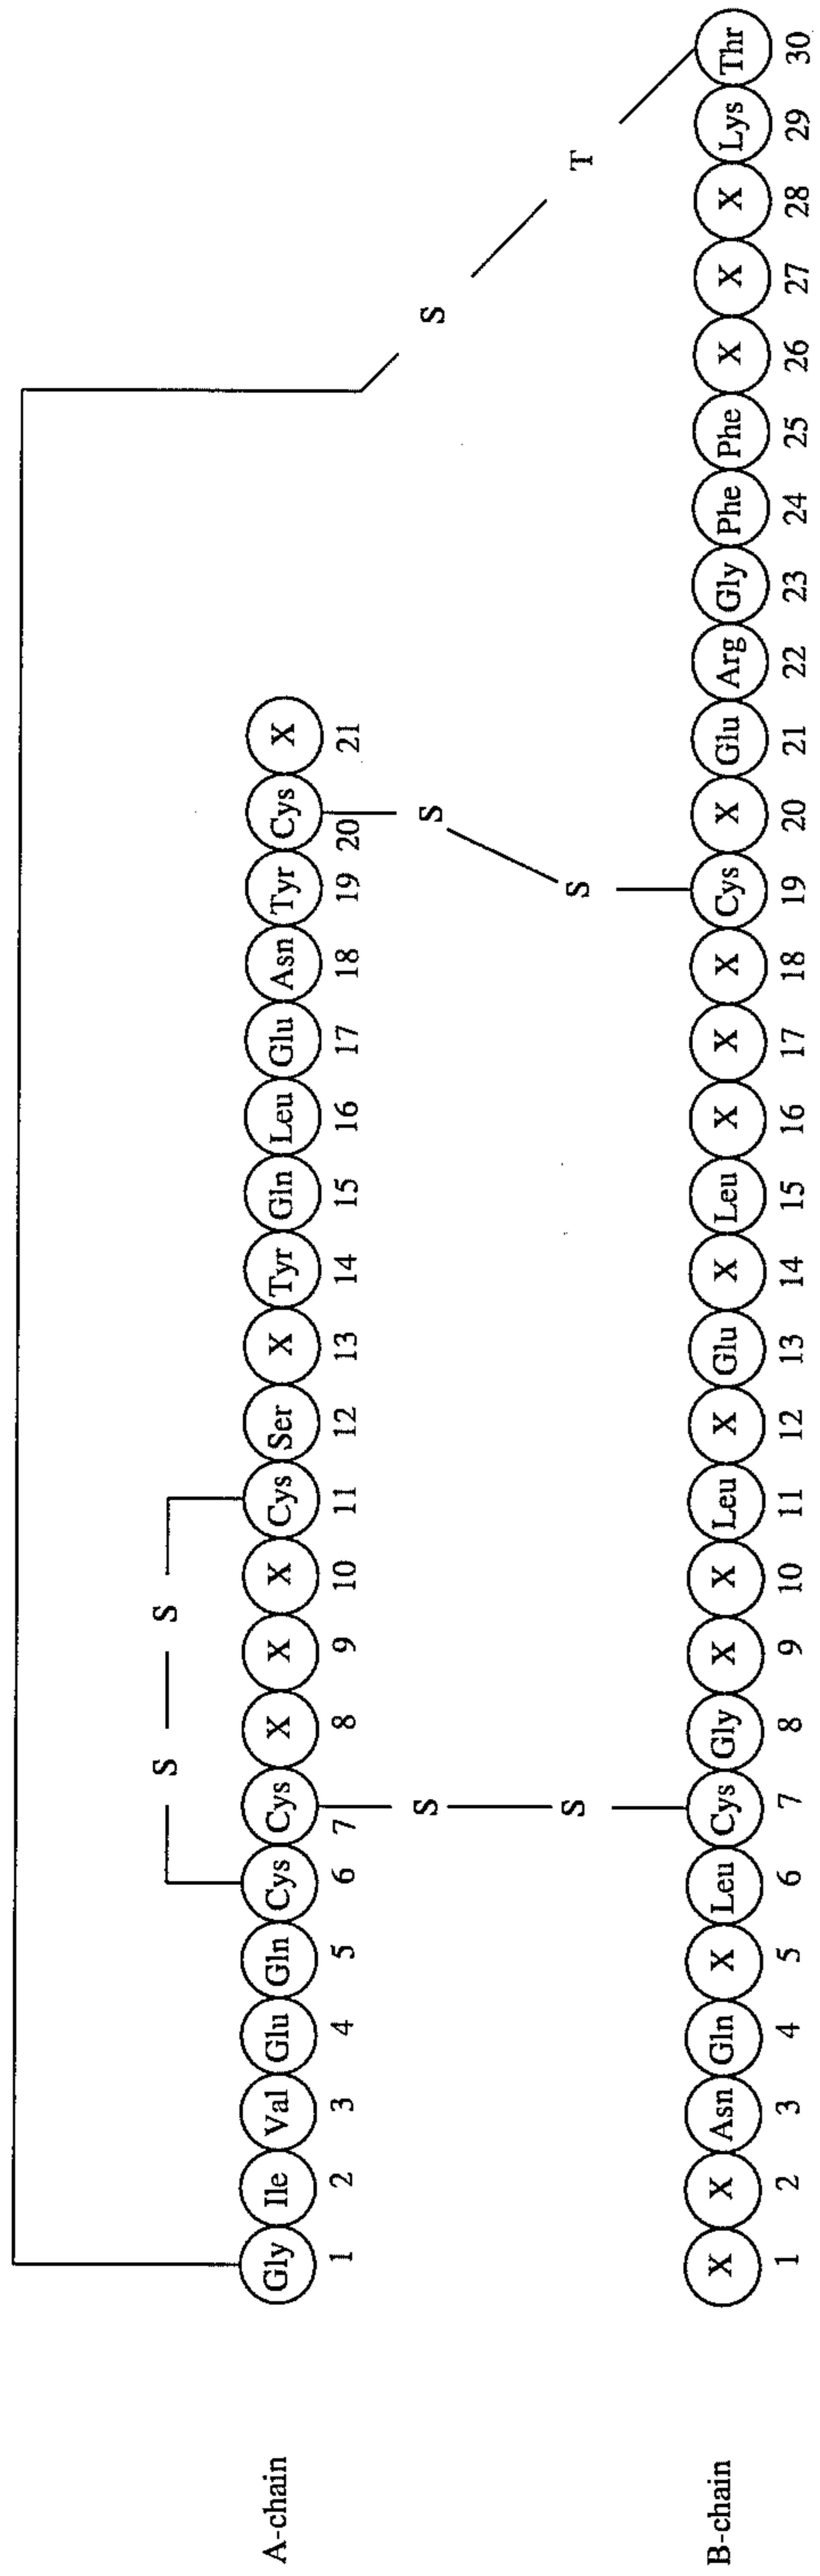 S T
S S
A-chain Gly Ile Val Glu Gln Cys Cys X X X Cys Ser X Tyr Gln Leu Glu Asn Tyr Cys X
1 2 3 4 5 6 7 8 9 10 11 12 13 14 15 16 17 18 19 20 21
S S
S S
B-chain X X Asn Gln X Leu Cys Gly X X Leu X Glu X Leu X X X Cys X Glu Arg Gly Phe Phe X X X Lys Thr
1 2 3 4 5 6 7 8 9 10 11 12 13 14 15 16 17 18 19 20 21 22 23 24 25 26 27 28 29 30